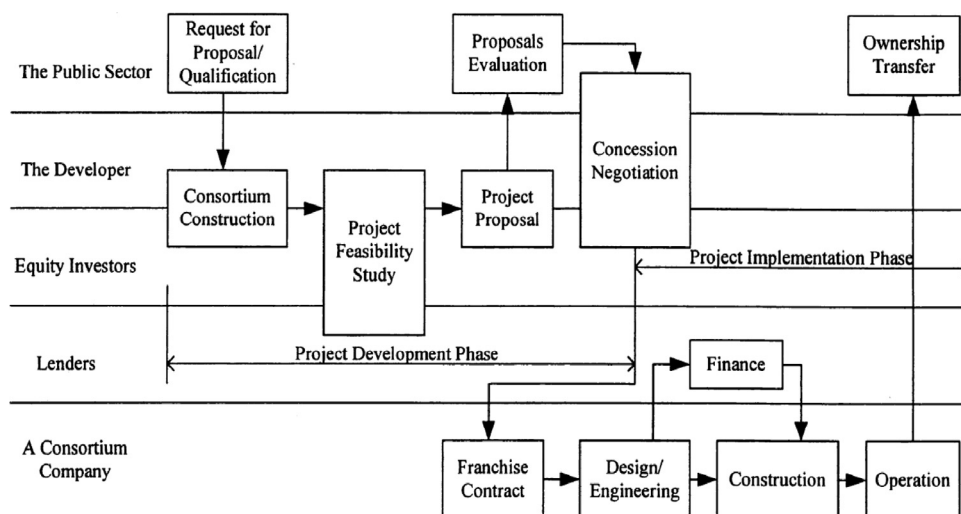 Request for
Proposal/
Qualification
Proposals
Evaluation
Ownership
Transfer
The Public Sector
Concession
Negotiation
The Developer
Consortium
Construction
Project
Feasibility
Study
Project
Proposal
Equity Investors
Project Implementation Phase
Project Development Phase
Lenders
Finance
A Consortium
Company
Franchise
Contract
Design/
Engineering
Construction
Operation